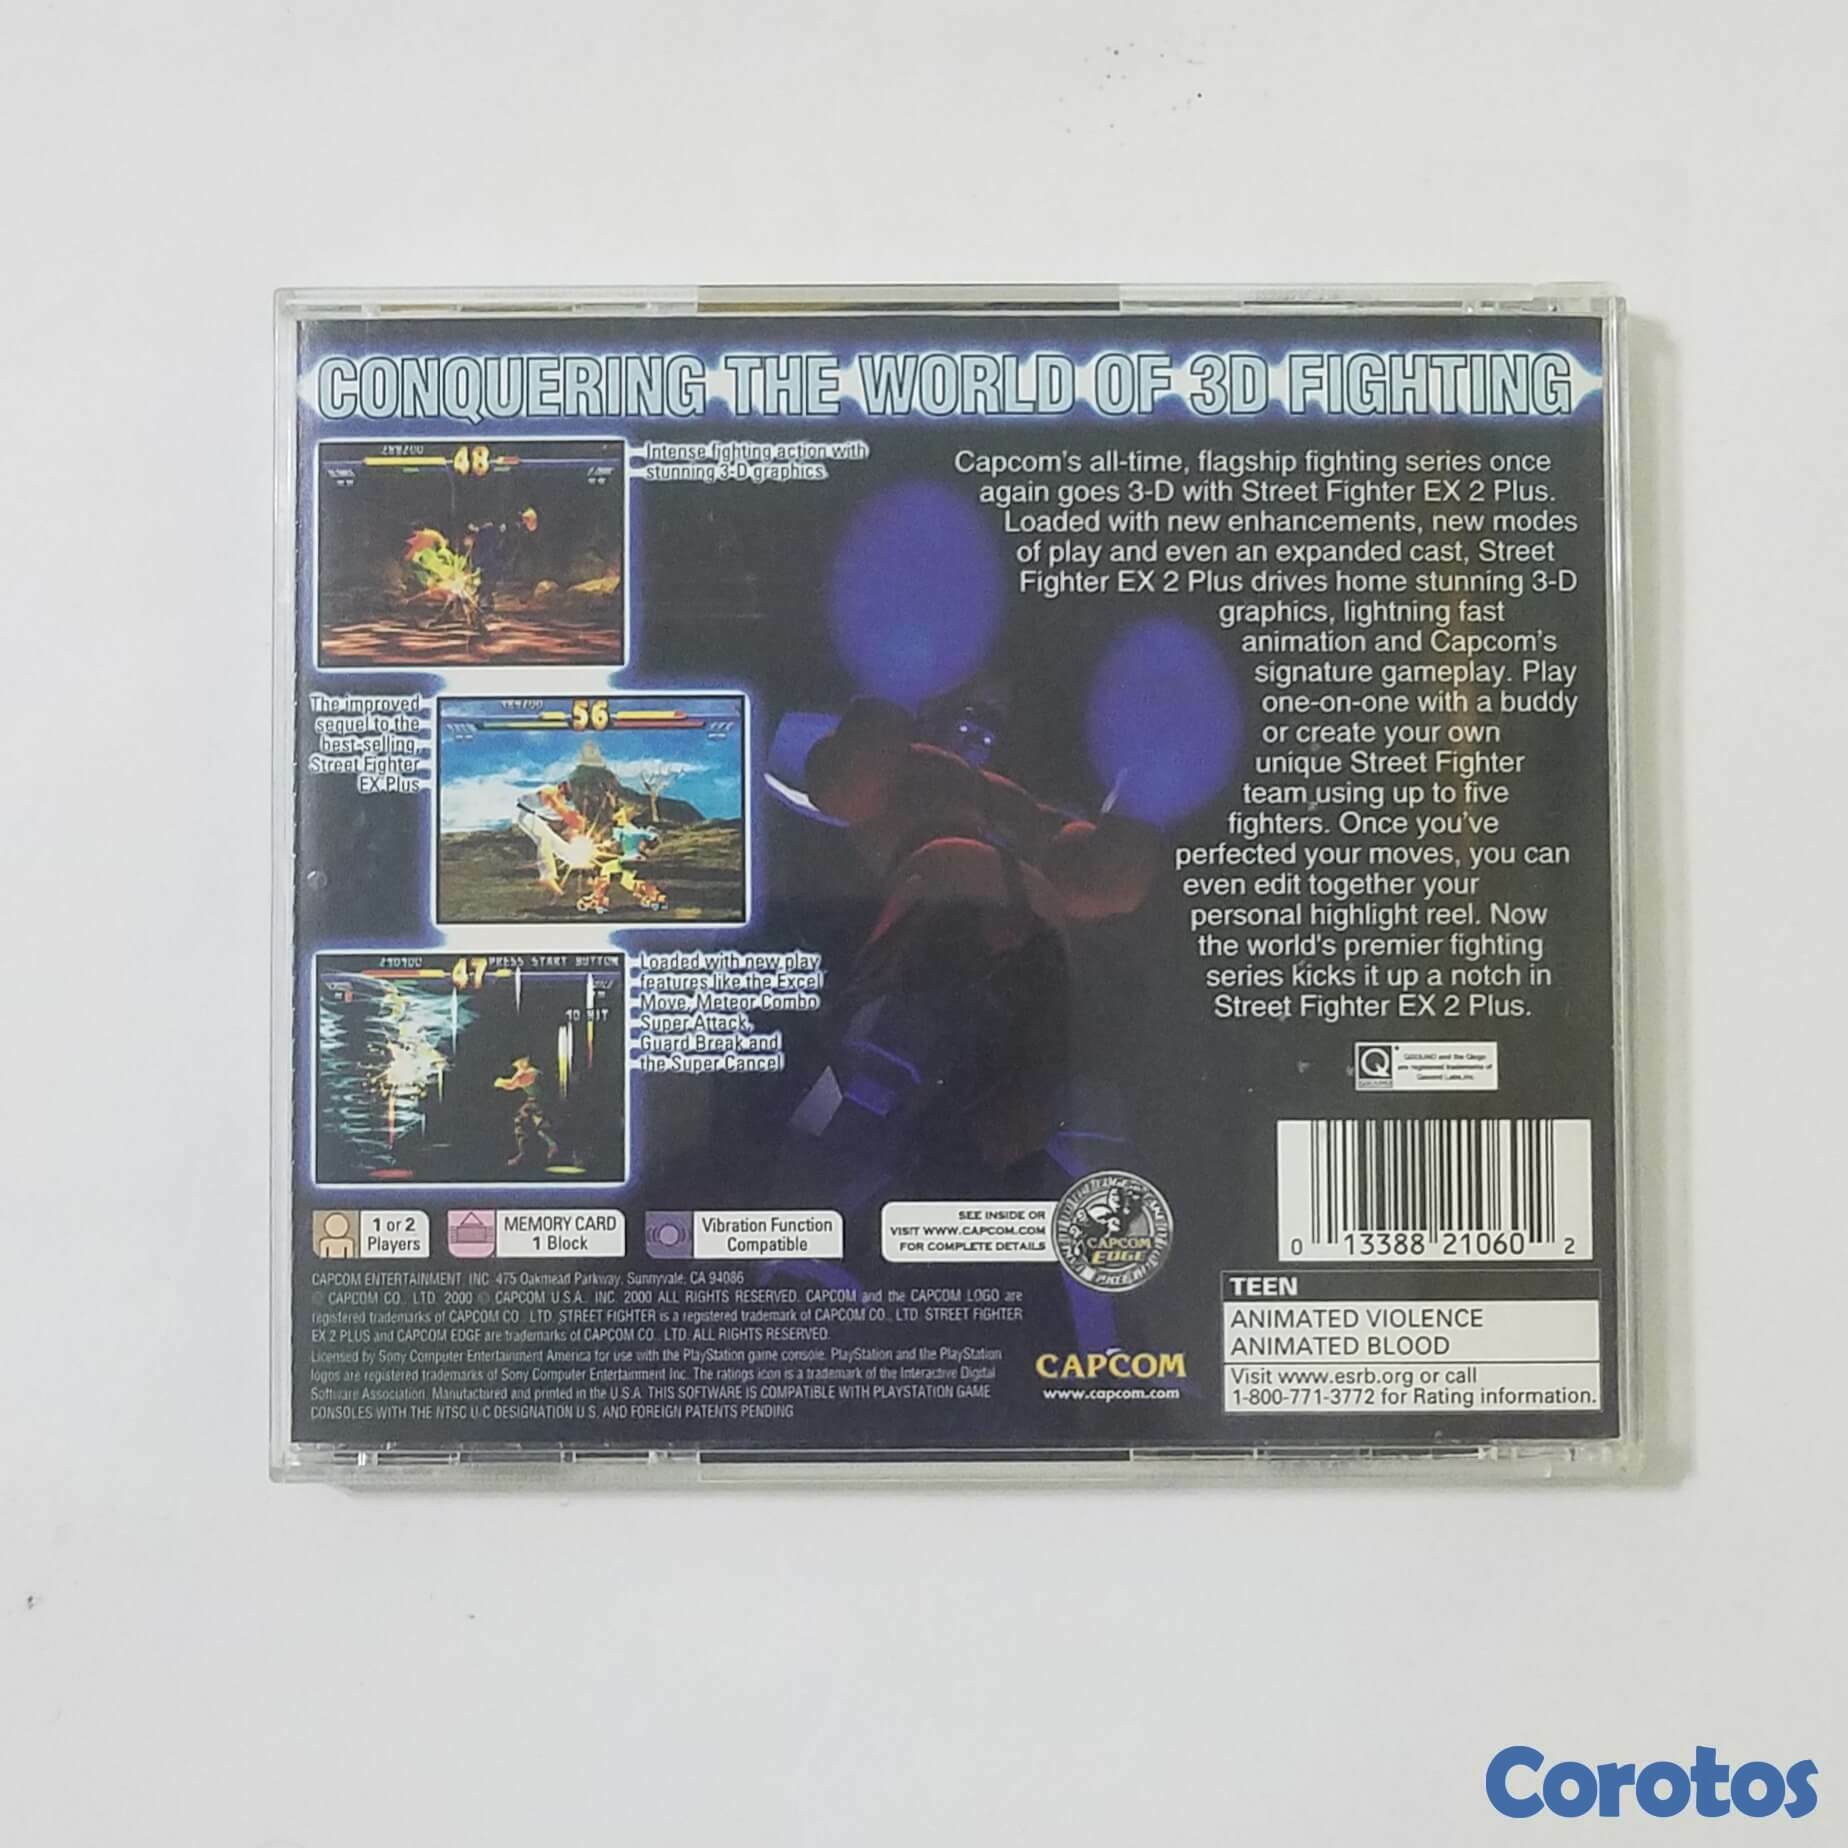 CONQUERING THE WORLD OF 3D FIGHTING
48
Intense fighting action with
stunning 3-D graphics
Capcom's all-time, flagship fighting series once
again goes 3-D with Street Fighter EX 2 Plus.
Loaded with new enhancements, new modes
of play and even an expanded cast, Street
Fighter EX 2 Plus drives home stunning 3-D
graphics, lightning fast
animation and Capcom's
signature gameplay. Play
one-on-one with a buddy
or create your own
unique Street Fighter
team using up to five
fighters. Once you've
perfected your moves, you can
even edit together your
personal highlight reel. Now
the world's premier fighting
series kicks it up a notch in
Street Fighter EX 2 Plus.
The improved
sequel to the
best-selling,
Street Fighter
EX Plus
56
47
PRESS START BUTTON
10 HIT
Loaded with new play
features like the Excel
Move, Meteor Combo
Super Attack,
Guard Break and
the Super Cancel
Q
QSOUND and the Qlogo
are registered trademarks of
Qsound Labs, Inc.
0 13388 21060 2
1 or 2
Players
MEMORY CARD
1 Block
Vibration Function
Compatible
SEE INSIDE OR
VISIT WWW.CAPCOM.COM
FOR COMPLETE DETAILS
CAPCOM
EDGE
CAPCOM ENTERTAINMENT, INC. 475 Oakmead Parkway, Sunnyvale, CA 94086
© CAPCOM CO., LTD. 2000 © CAPCOM U.S.A., INC. 2000 ALL RIGHTS RESERVED. CAPCOM and the CAPCOM LOGO are
registered trademarks of CAPCOM CO., LTD. STREET FIGHTER is a registered trademark of CAPCOM CO., LTD. STREET FIGHTER
EX 2 PLUS and CAPCOM EDGE are trademarks of CAPCOM CO., LTD. ALL RIGHTS RESERVED.
Licensed by Sony Computer Entertainment America for use with the PlayStation game console. PlayStation and the PlayStation
logos are registered trademarks of Sony Computer Entertainment Inc. The ratings icon is a trademark of the Interactive Digital
Software Association. Manufactured and printed in the U.S.A. THIS SOFTWARE IS COMPATIBLE WITH PLAYSTATION GAME
CONSOLES WITH THE NTSC U/C DESIGNATION U.S. AND FOREIGN PATENTS PENDING
CAPCOM
www.capcom.com
TEEN
ANIMATED VIOLENCE
ANIMATED BLOOD
Visit www.esrb.org or call
1-800-771-3772 for Rating information.
Corotos